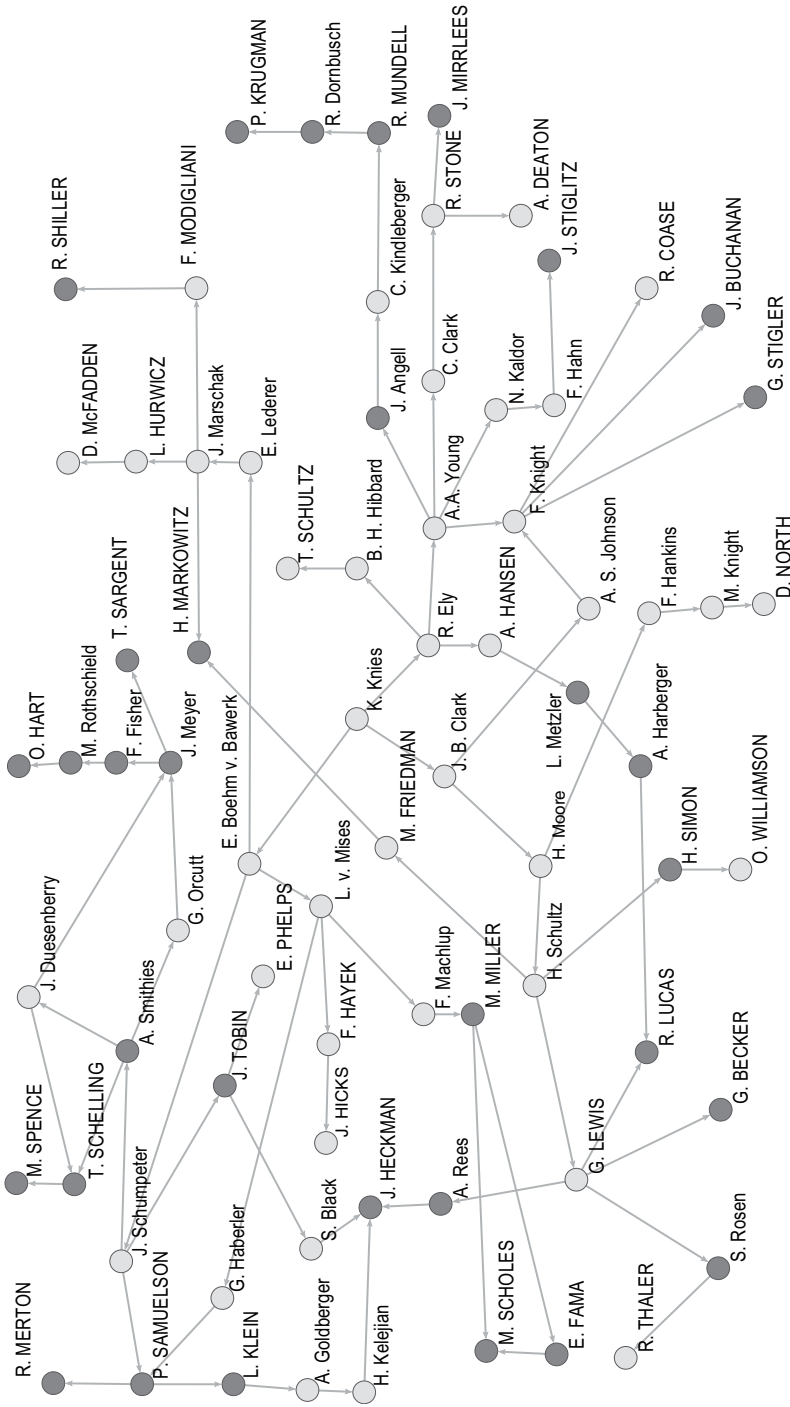 R. MERTON
P. SAMUELSON
L. KLEIN
A. Goldberger
H. Kelejian
M. SPENCE
T. SCHELLING
J. Schumpeter
G. Haberler
S. Black
J. HECKMAN
A. Rees
M. SCHOLES
E. FAMA
R. THALER
S. Rosen
J. Duesenberry
A. Smithies
G. Orcutt
J. TOBIN
E. PHELPS
J. HICKS
F. HAYEK
L. v. Mises
F. Machlup
M. MILLER
H. Schultz
G. LEWIS
R. LUCAS
G. BECKER
O. HART
M. Rothschield
F. Fisher
J. Meyer
T. SARGENT
H. MARKOWITZ
E. Boehm v. Bawerk
K. Knies
M. FRIEDMAN
J. B. Clark
H. Moore
L. Metzler
A. Harberger
H. SIMON
O. WILLIAMSON
R. SHILLER
F. MODIGLIANI
D. McFADDEN
L. HURWICZ
J. Marschak
E. Lederer
T. SCHULTZ
B. H. Hibbard
R. Ely
A. HANSEN
A. S. Johnson
F. Hankins
M. Knight
D. NORTH
P. KRUGMAN
R. Dornbusch
R. MUNDELL
C. Kindleberger
J. Angell
A.A. Young
C. Clark
N. Kaldor
F. Hahn
F. Knight
R. STONE
J. MIRRLEES
A. DEATON
J. STIGLITZ
R. COASE
J. BUCHANAN
G. STIGLER